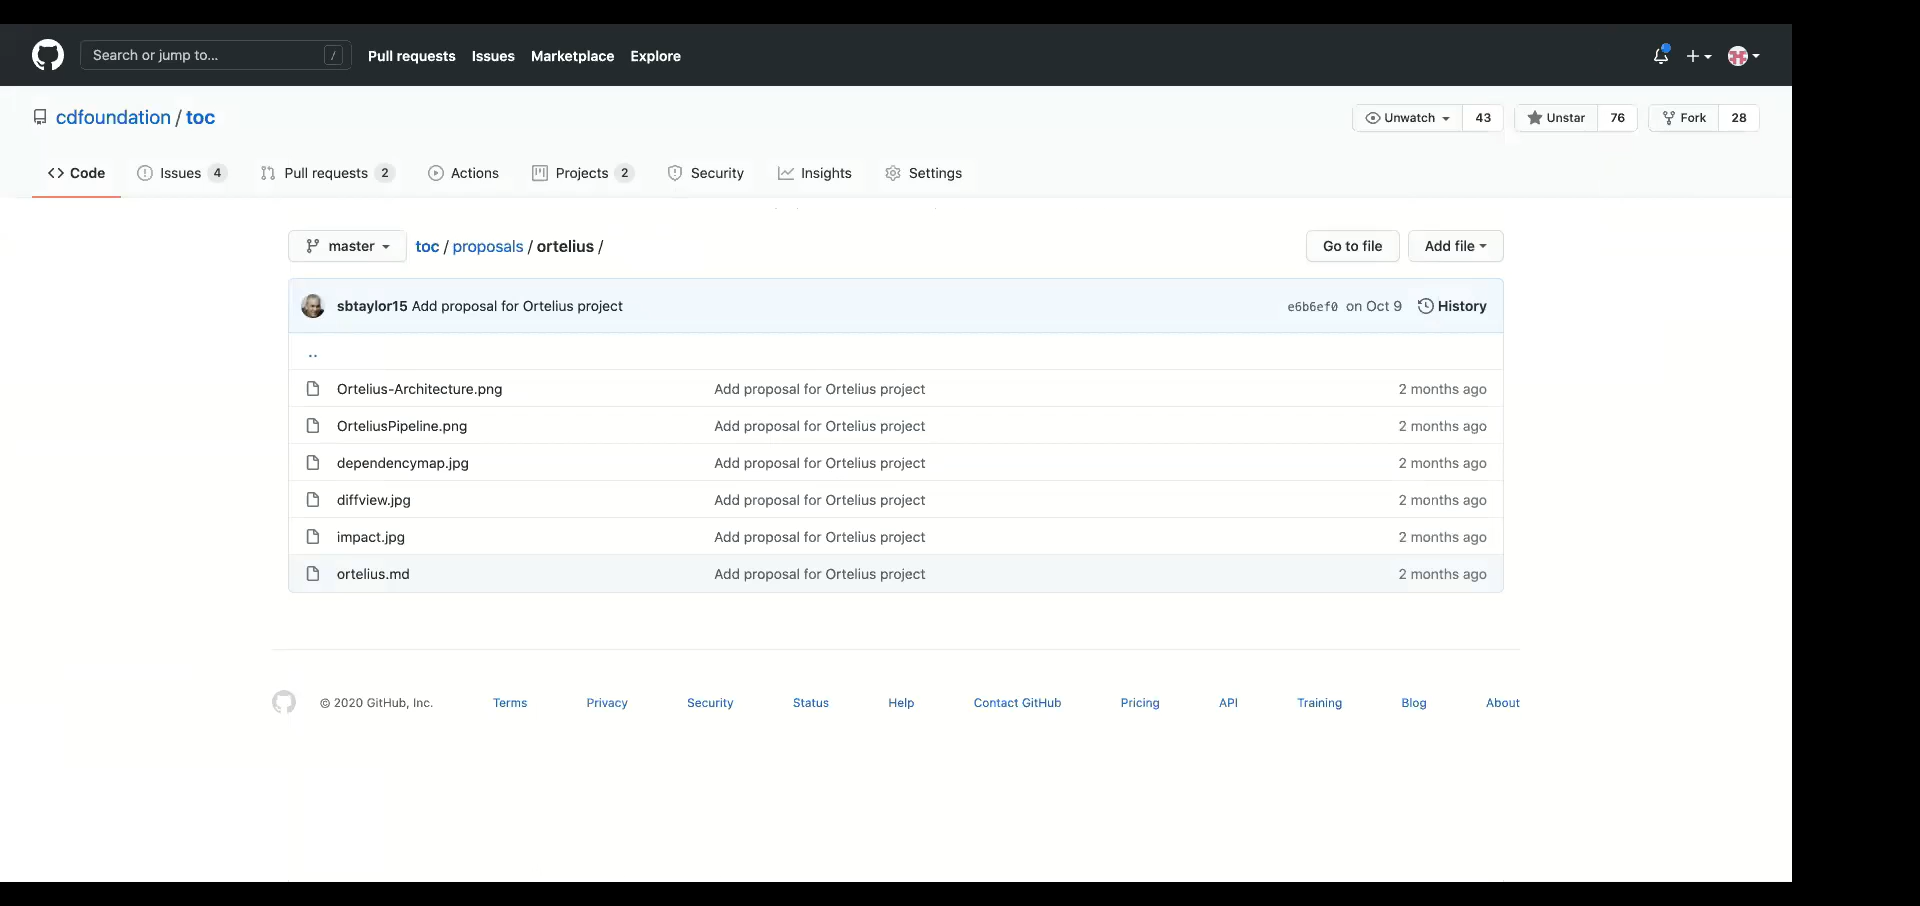 Search or jump to... /
Pull requests Issues Marketplace Explore
cdfoundation / toc
Unwatch 43 Unstar 76 Fork 28
Code Issues 4 Pull requests 2 Actions Projects 2 Security Insights Settings
master toc / proposals / ortelius / Go to file Add file
sbtaylor15 Add proposal for Ortelius project e6b6ef0 on Oct 9 History
..
Ortelius-Architecture.png Add proposal for Ortelius project 2 months ago
OrteliusPipeline.png Add proposal for Ortelius project 2 months ago
dependencymap.jpg Add proposal for Ortelius project 2 months ago
diffview.jpg Add proposal for Ortelius project 2 months ago
impact.jpg Add proposal for Ortelius project 2 months ago
ortelius.md Add proposal for Ortelius project 2 months ago
© 2020 GitHub, Inc. Terms Privacy Security Status Help Contact GitHub Pricing API Training Blog About